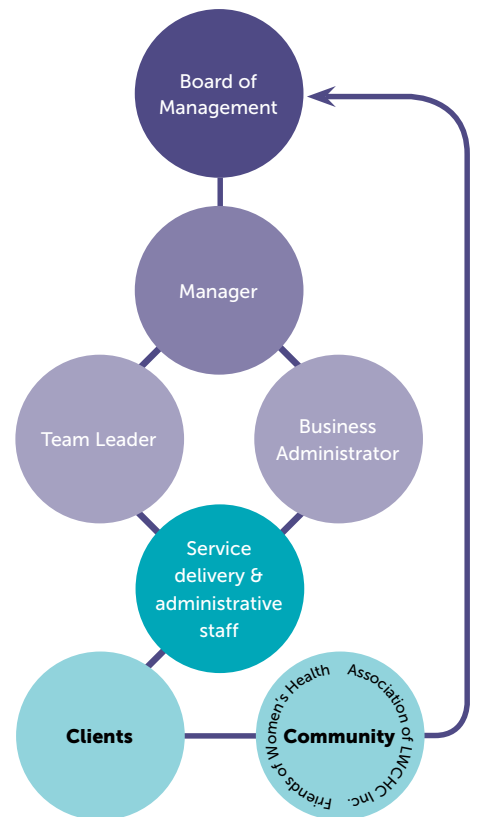 Board of
Management
Manager
Team Leader
Business
Administrator
Service
delivery &
administrative
staff
Clients
Friends of Women's Health
Association of LWCHC Inc.
Community